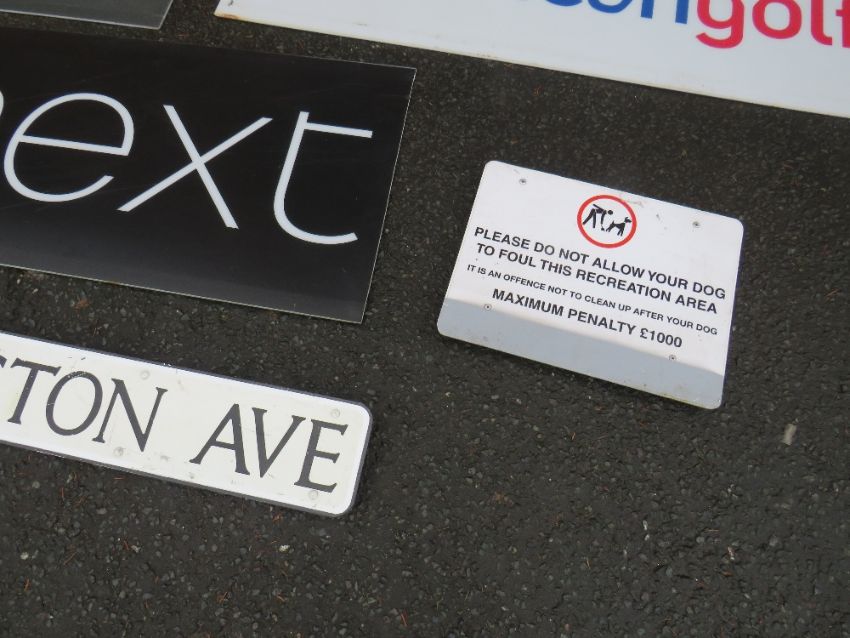 golf
next
PLEASE DO NOT ALLOW YOUR DOG
TO FOUL THIS RECREATION AREA
IT IS AN OFFENCE NOT TO CLEAN UP AFTER YOUR DOG
MAXIMUM PENALTY £1000
TON AVE